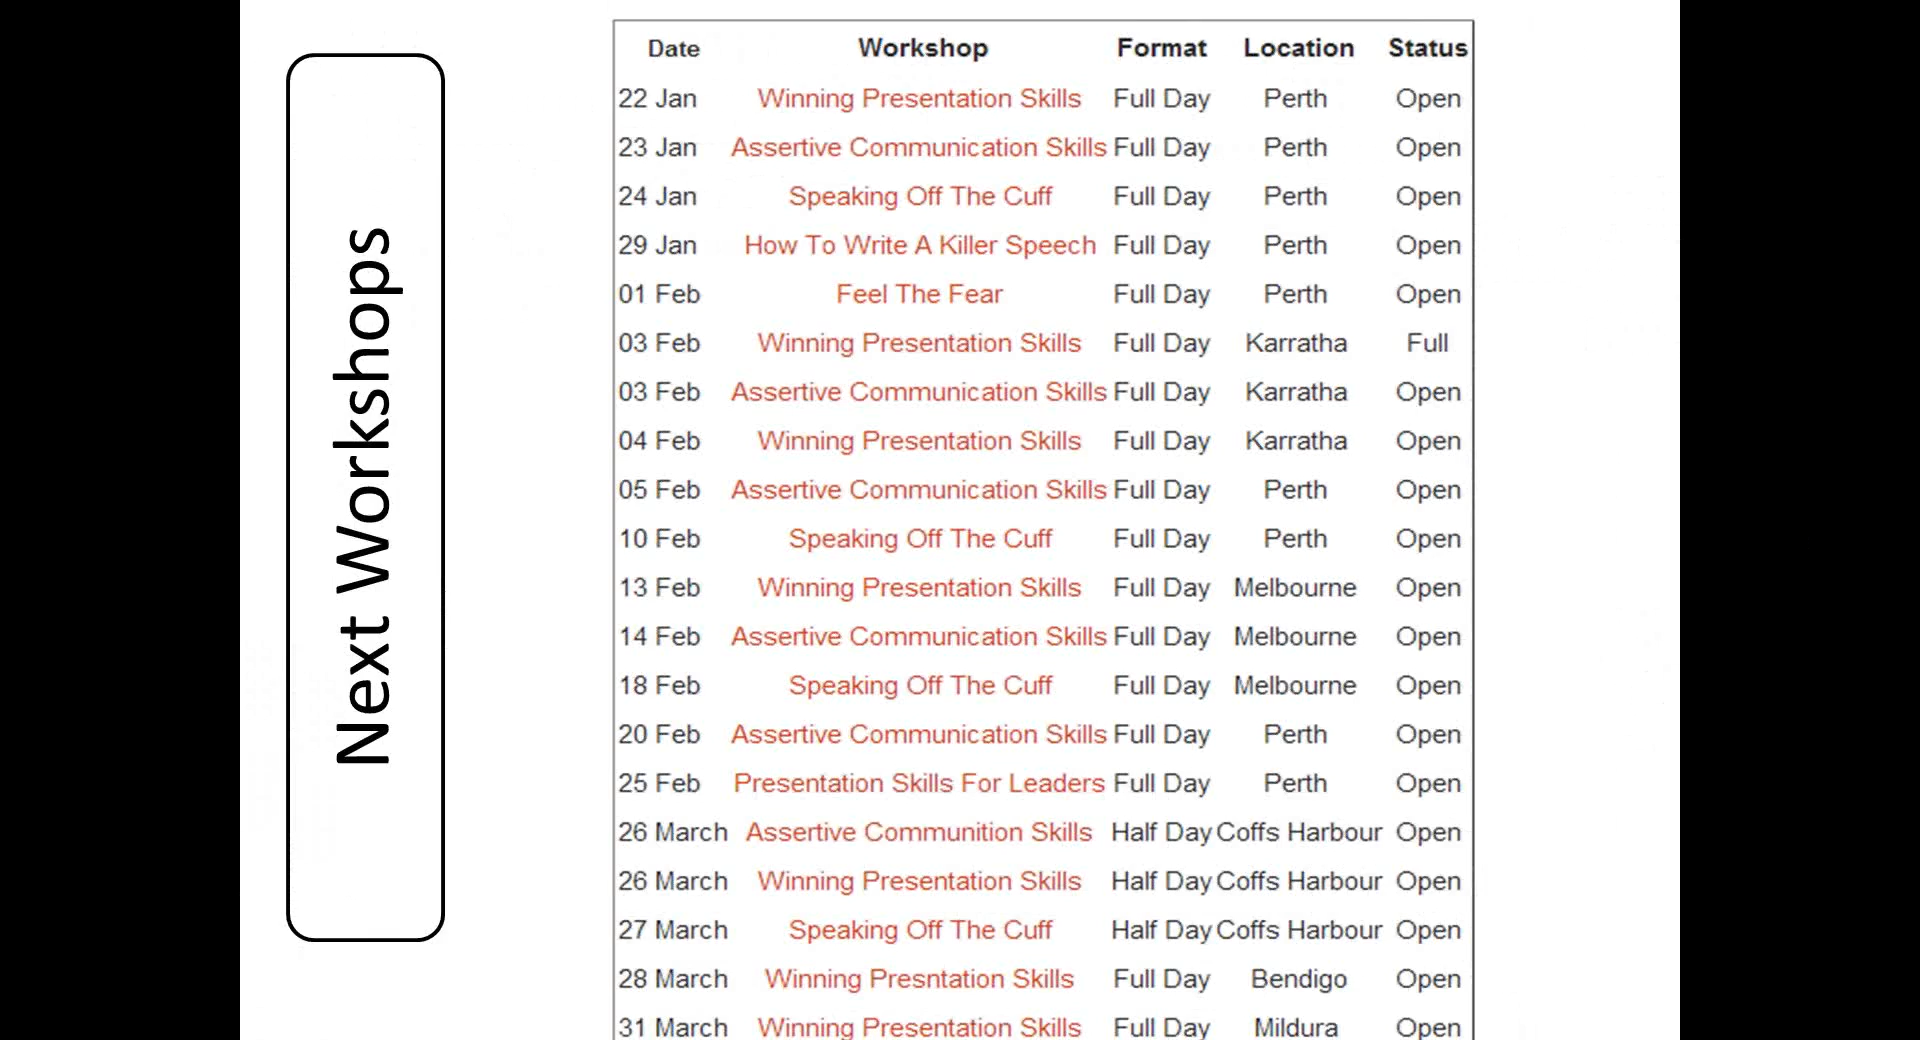 Next Workshops
Date Workshop Format Location Status
22 Jan Winning Presentation Skills Full Day Perth Open
23 Jan Assertive Communication Skills Full Day Perth Open
24 Jan Speaking Off The Cuff Full Day Perth Open
29 Jan How To Write A Killer Speech Full Day Perth Open
01 Feb Feel The Fear Full Day Perth Open
03 Feb Winning Presentation Skills Full Day Karratha Full
03 Feb Assertive Communication Skills Full Day Karratha Open
04 Feb Winning Presentation Skills Full Day Karratha Open
05 Feb Assertive Communication Skills Full Day Perth Open
10 Feb Speaking Off The Cuff Full Day Perth Open
13 Feb Winning Presentation Skills Full Day Melbourne Open
14 Feb Assertive Communication Skills Full Day Melbourne Open
18 Feb Speaking Off The Cuff Full Day Melbourne Open
20 Feb Assertive Communication Skills Full Day Perth Open
25 Feb Presentation Skills For Leaders Full Day Perth Open
26 March Assertive Communition Skills Half Day Coffs Harbour Open
26 March Winning Presentation Skills Half Day Coffs Harbour Open
27 March Speaking Off The Cuff Half Day Coffs Harbour Open
28 March Winning Presntation Skills Full Day Bendigo Open
31 March Winning Presentation Skills Full Day Mildura Open